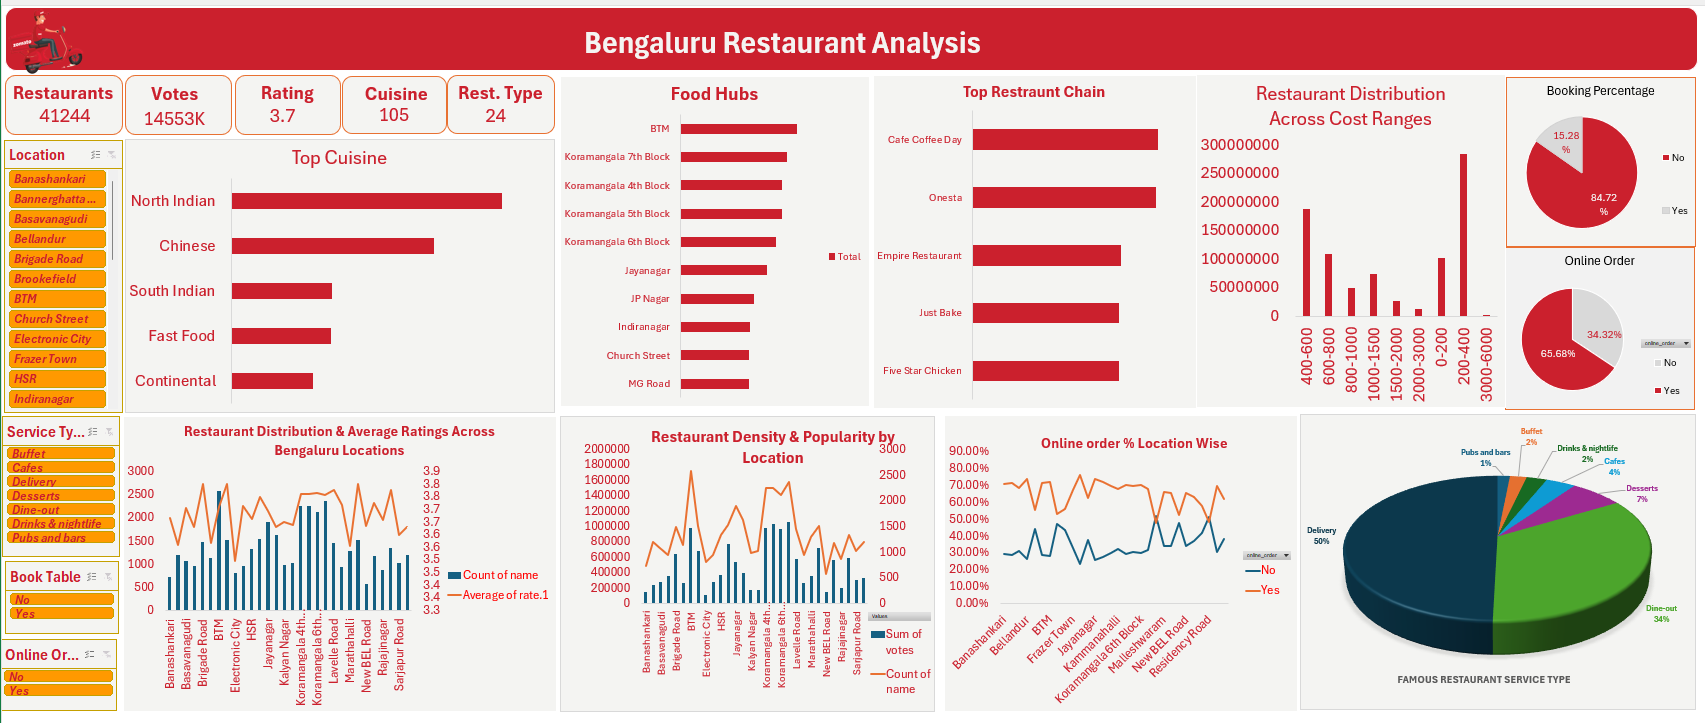 Bengaluru Restaurant Analysis
zomato
Restaurants
41244
Votes
14553K
Rating
3.7
Cuisine
105
Rest. Type
24
Location
Banashankari
Bannerghatta ...
Basavanagudi
Bellandur
Brigade Road
Brookefield
BTM
Church Street
Electronic City
Frazer Town
HSR
Indiranagar
Top Cuisine
North Indian
Chinese
South Indian
Fast Food
Continental
Food Hubs
BTM
Koramangala 7th Block
Koramangala 4th Block
Koramangala 5th Block
Koramangala 6th Block
Jayanagar
JP Nagar
Indiranagar
Church Street
MG Road
Total
Top Restraunt Chain
Cafe Coffee Day
Onesta
Empire Restaurant
Just Bake
Five Star Chicken
Restaurant Distribution
Across Cost Ranges
300000000
250000000
200000000
150000000
100000000
50000000
0
400-600
600-800
800-1000
1000-1500
1500-2000
2000-3000
0-200
200-400
3000-6000
Booking Percentage
15.28
%
84.72
%
No
Yes
Online Order
34.32%
65.68%
online_order
No
Yes
Service Ty...
Buffet
Cafes
Delivery
Desserts
Dine-out
Drinks & nightlife
Pubs and bars
Book Table
No
Yes
Online Or...
No
Yes
Restaurant Distribution & Average Ratings Across
Bengaluru Locations
3000
2500
2000
1500
1000
500
0
3.9
3.8
3.8
3.7
3.7
3.6
3.6
3.5
3.5
3.4
3.4
3.3
Banashankari
Basavanagudi
Brigade Road
BTM
Electronic City
HSR
Jayanagar
Kalyan Nagar
Koramangala 4th...
Koramangala 6th...
Lavelle Road
Marathahalli
New BEL Road
Rajajinagar
Sarjapur Road
Count of name
Average of rate.1
Restaurant Density & Popularity by
Location
2000000
1800000
1600000
1400000
1200000
1000000
800000
600000
400000
200000
0
3000
2500
2000
1500
1000
500
0
Banashankari
Basavanagudi
Brigade Road
BTM
Electronic City
HSR
Jayanagar
Kalyan Nagar
Koramangala 4th...
Koramangala 6th...
Lavelle Road
Marathahalli
New BEL Road
Rajajinagar
Sarjapur Road
Values
Sum of
votes
Count of
name
Online order % Location Wise
90.00%
80.00%
70.00%
60.00%
50.00%
40.00%
30.00%
20.00%
10.00%
0.00%
Banashankari
Bellandur
BTM
Frazer Town
Jayanagar
Kammanahalli
Koramangala 6th Block
Malleshwaram
New BEL Road
Residency Road
online_order
No
Yes
Pubs and bars
1%
Buffet
2%
Drinks & nightlife
2%
Cafes
4%
Desserts
7%
Delivery
50%
Dine-out
34%
FAMOUS RESTAURANT SERVICE TYPE